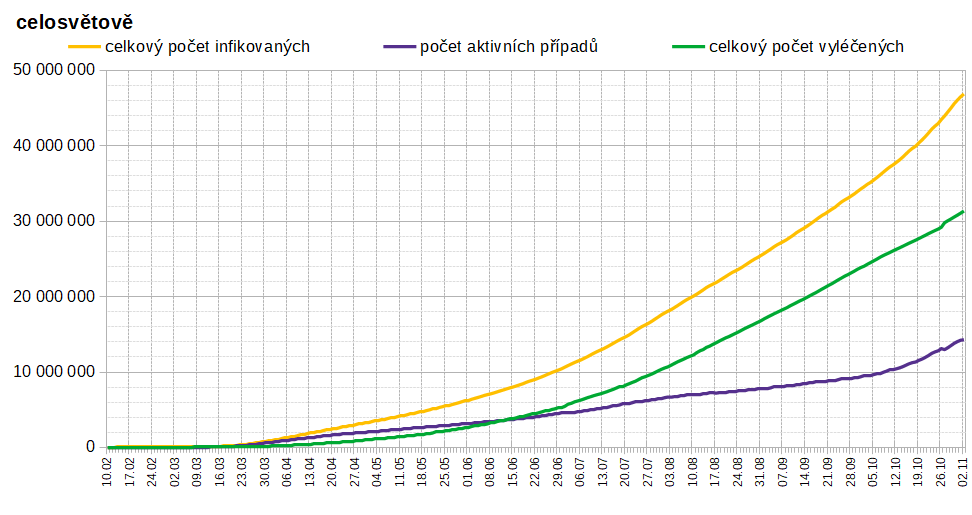 celosvětově
celkový počet infikovaných počet aktivních případů celkový počet vyléčených
50 000 000
40 000 000
30 000 000
20 000 000
10 000 000
0
10.02 17.02 24.02 02.03 09.03 16.03 23.03 30.03 06.04 13.04 20.04 27.04 04.05 11.05 18.05 25.05 01.06 08.06 15.06 22.06 29.06 06.07 13.07 20.07 27.07 03.08 10.08 17.08 24.08 31.08 07.09 14.09 21.09 28.09 05.10 12.10 19.10 26.10 02.11